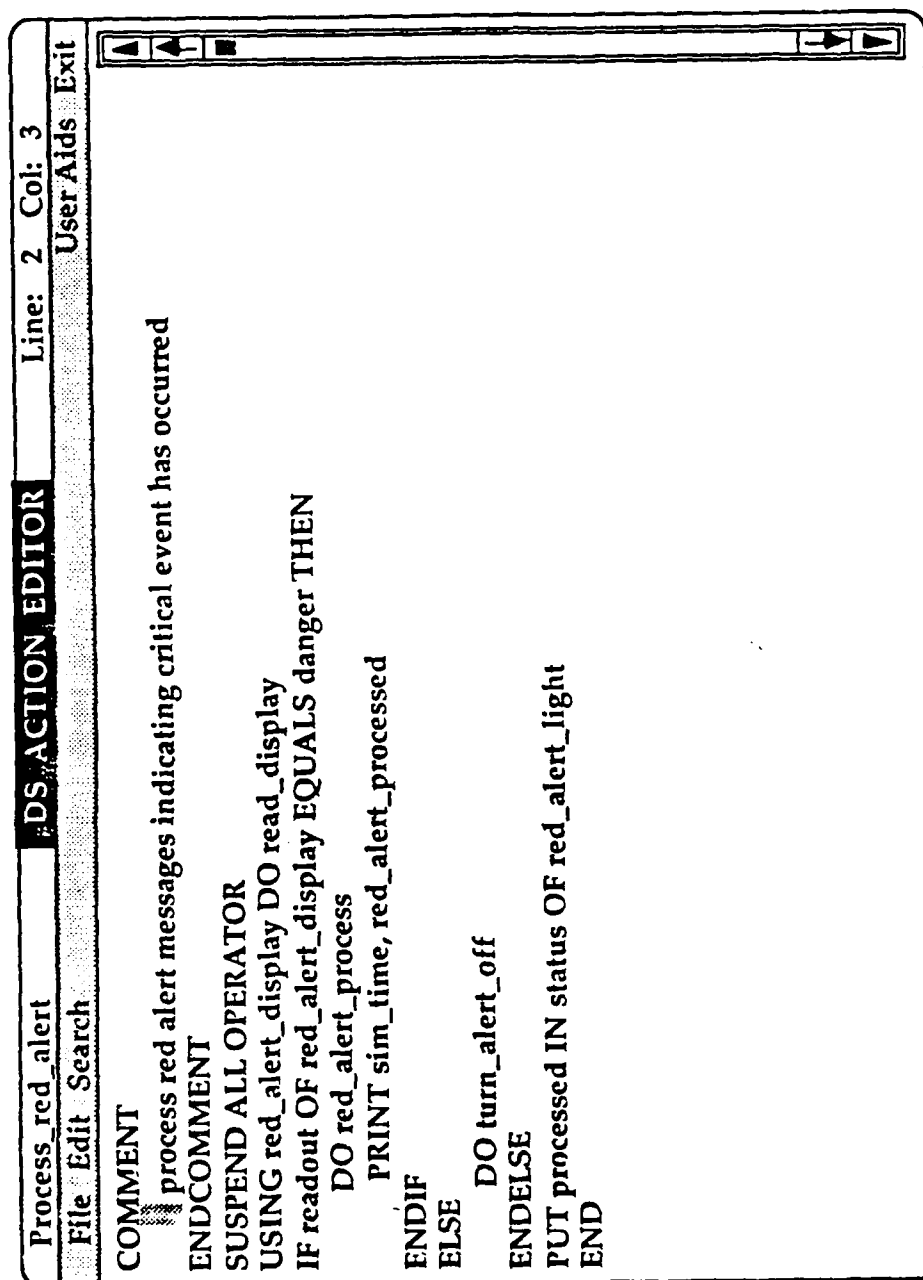 Process_red_alert DS ACTION EDITOR Line: 2 Col: 3
File Edit Search User Aids Exit
COMMENT
process red alert messages indicating critical event has occurred
ENDCOMMENT
SUSPEND ALL OPERATOR
USING red_alert_display DO read_display
IF readout OF red_alert_display EQUALS danger THEN
DO red_alert_process
PRINT sim_time, red_alert_processed
ENDIF
ELSE
DO turn_alert_off
ENDELSE
PUT processed IN status OF red_alert_light
END